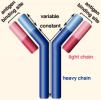 antigen
binding site
variable
constant
antigen
binding site
light chain
heavy chain